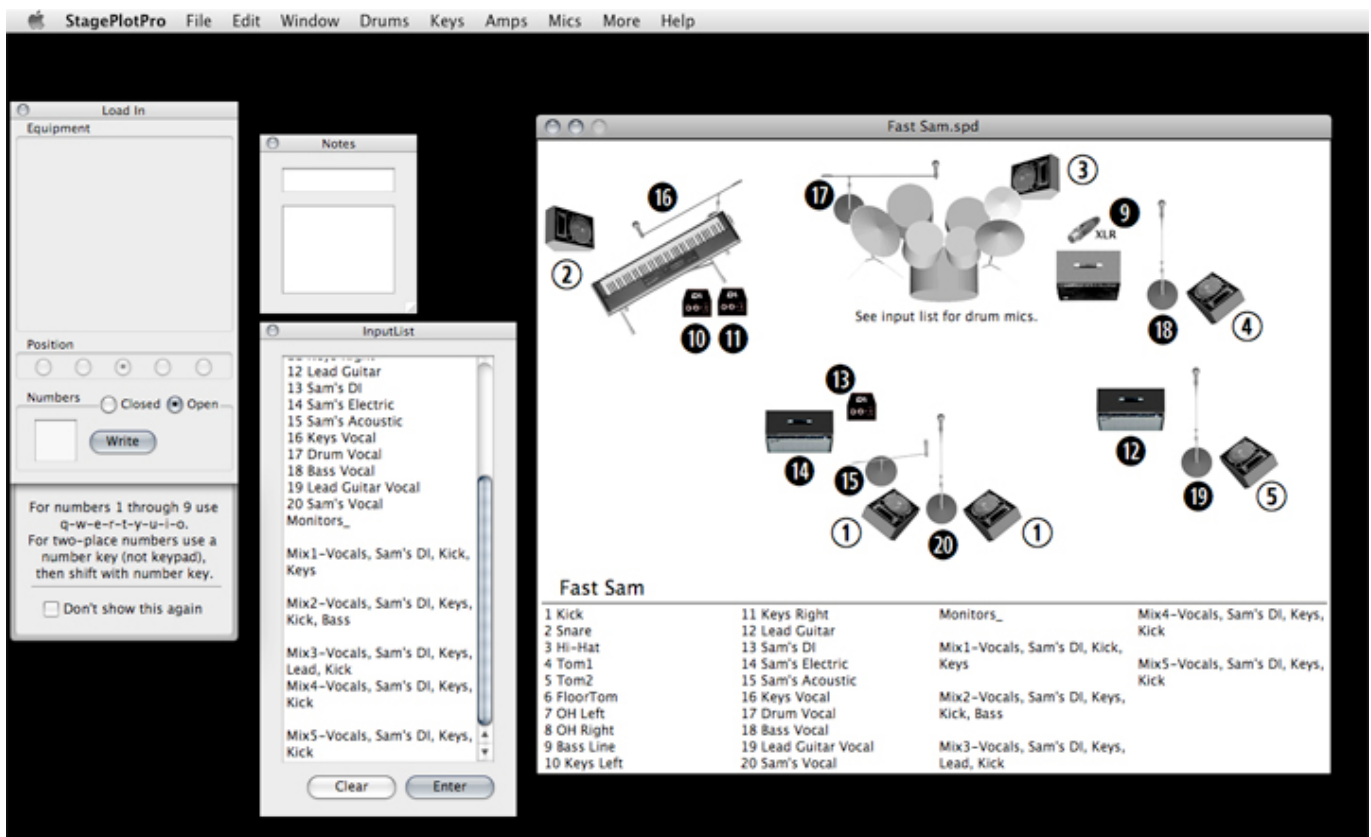 StagePlotPro File Edit Window Drums Keys Amps Mics More Help
Load In
Equipment
Position
Numbers
Closed Open
Write
For numbers 1 through 9 use
q-w-e-r-t-y-u-i-o.
For two-place numbers use a
number key (not keypad),
then shift with number key.
Don't show this again
Notes
InputList
12 Lead Guitar
13 Sam's DI
14 Sam's Electric
15 Sam's Acoustic
16 Keys Vocal
17 Drum Vocal
18 Bass Vocal
19 Lead Guitar Vocal
20 Sam's Vocal
Monitors_
Mix1-Vocals, Sam's DI, Kick,
Keys
Mix2-Vocals, Sam's DI, Keys,
Kick, Bass
Mix3-Vocals, Sam's DI, Keys,
Lead, Kick
Mix4-Vocals, Sam's DI, Keys,
Kick
Mix5-Vocals, Sam's DI, Keys,
Kick
Clear Enter
Fast Sam.spd
16
17
3
9
XLR
2
10 11
See input list for drum mics.
18
4
13
14
15
12
19
5
1
20
1
Fast Sam
1 Kick
2 Snare
3 Hi-Hat
4 Tom1
5 Tom2
6 FloorTom
7 OH Left
8 OH Right
9 Bass Line
10 Keys Left
11 Keys Right
12 Lead Guitar
13 Sam's DI
14 Sam's Electric
15 Sam's Acoustic
16 Keys Vocal
17 Drum Vocal
18 Bass Vocal
19 Lead Guitar Vocal
20 Sam's Vocal
Monitors_
Mix1-Vocals, Sam's DI, Kick,
Keys
Mix2-Vocals, Sam's DI, Keys,
Kick, Bass
Mix3-Vocals, Sam's DI, Keys,
Lead, Kick
Mix4-Vocals, Sam's DI, Keys,
Kick
Mix5-Vocals, Sam's DI, Keys,
Kick